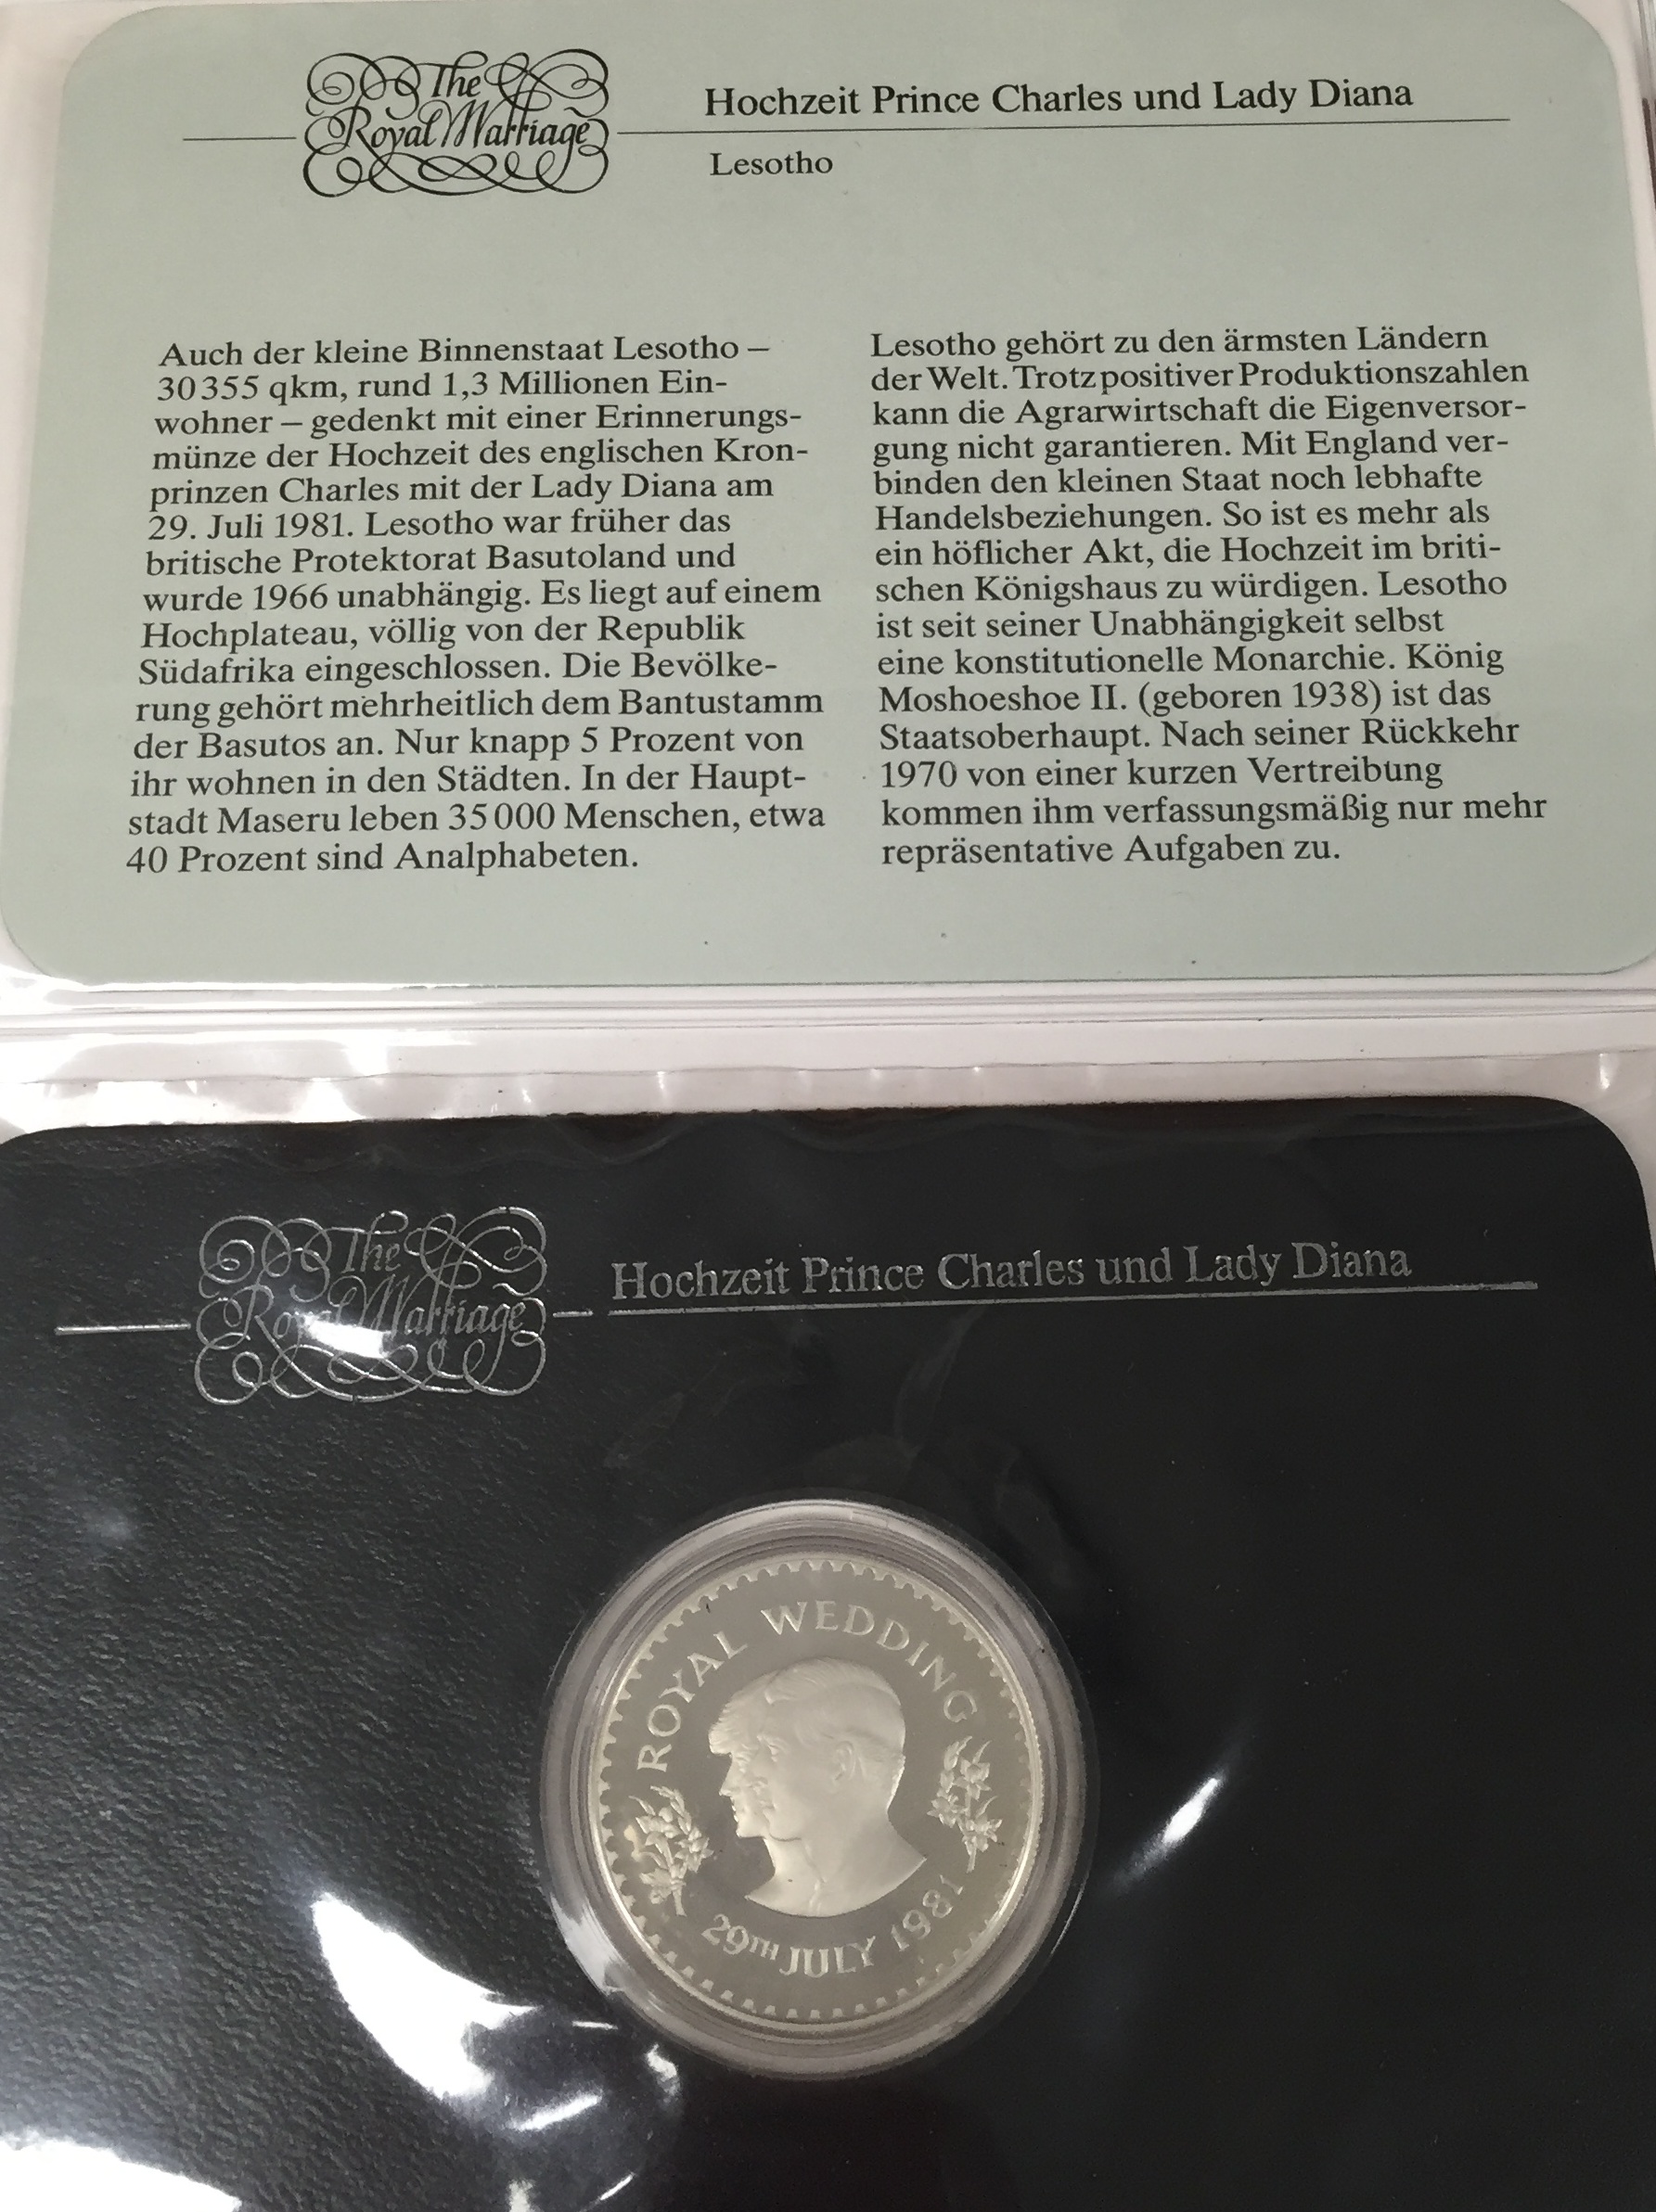 The
Royal Marriage
Hochzeit Prince Charles und Lady Diana
Lesotho
Auch der kleine Binnenstaat Lesotho –
30 355 qkm, rund 1,3 Millionen Ein-
wohner – gedenkt mit einer Erinnerungs-
münze der Hochzeit des englischen Kron-
prinzen Charles mit der Lady Diana am
29. Juli 1981. Lesotho war früher das
britische Protektorat Basutoland und
wurde 1966 unabhängig. Es liegt auf einem
Hochplateau, völlig von der Republik
Südafrika eingeschlossen. Die Bevölke-
rung gehört mehrheitlich dem Bantustamm
der Basutos an. Nur knapp 5 Prozent von
ihr wohnen in den Städten. In der Haupt-
stadt Maseru leben 35 000 Menschen, etwa
40 Prozent sind Analphabeten.
Lesotho gehört zu den ärmsten Ländern
der Welt. Trotz positiver Produktionszahlen
kann die Agrarwirtschaft die Eigenversor-
gung nicht garantieren. Mit England ver-
binden den kleinen Staat noch lebhafte
Handelsbeziehungen. So ist es mehr als
ein höflicher Akt, die Hochzeit im briti-
schen Königshaus zu würdigen. Lesotho
ist seit seiner Unabhängigkeit selbst
eine konstitutionelle Monarchie. König
Moshoeshoe II. (geboren 1938) ist das
Staatsoberhaupt. Nach seiner Rückkehr
1970 von einer kurzen Vertreibung
kommen ihm verfassungsmäßig nur mehr
repräsentative Aufgaben zu.
The
Royal Marriage
Hochzeit Prince Charles und Lady Diana
ROYAL WEDDING
29TH JULY 1981